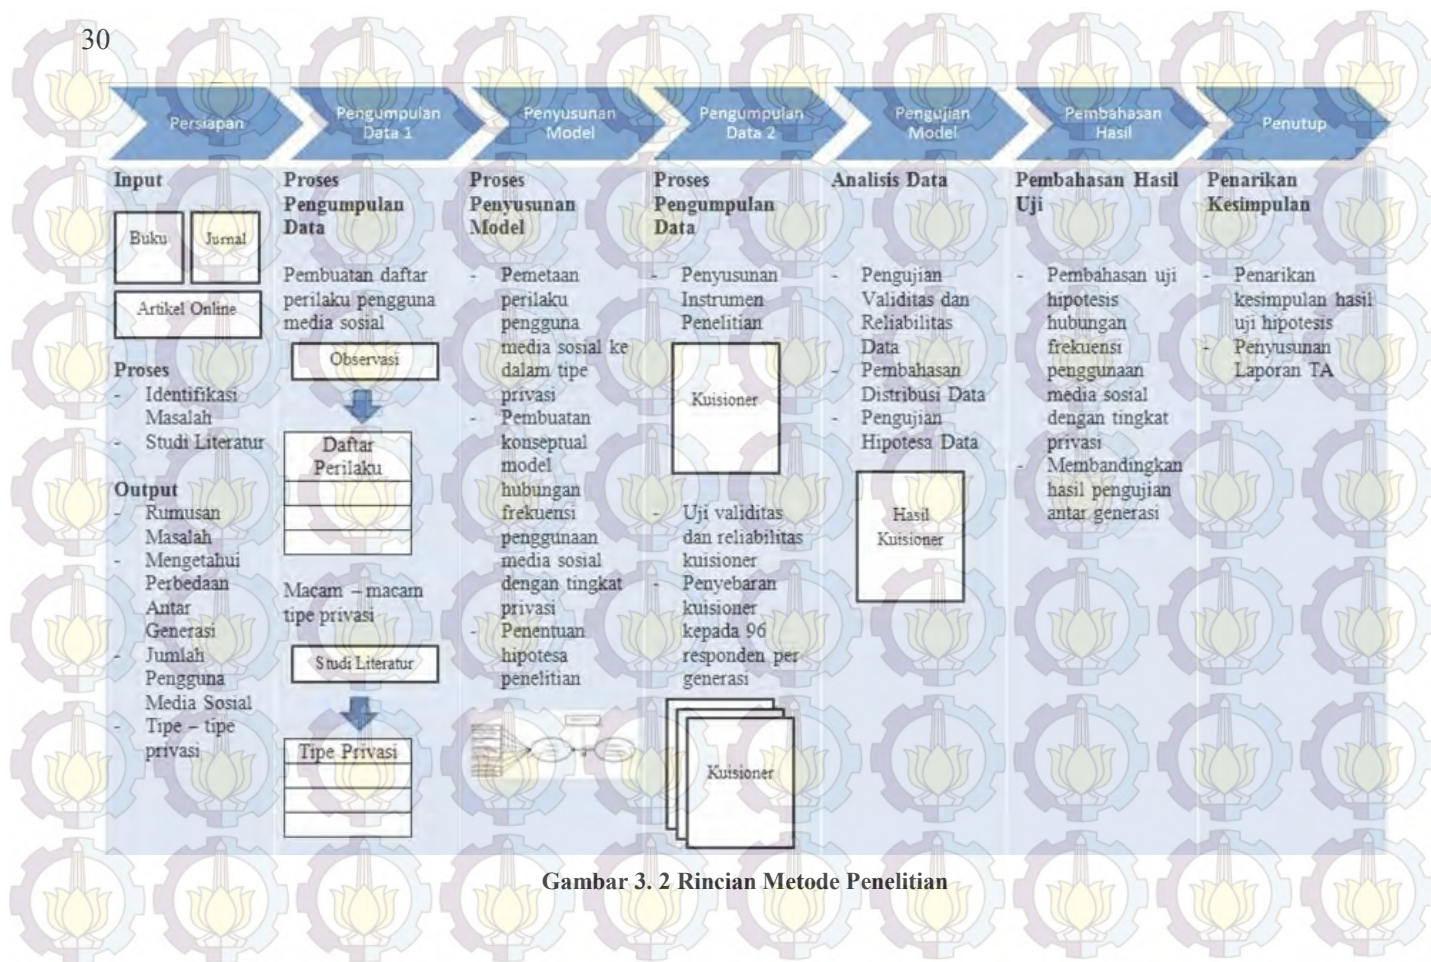 30
Persiapan
Pengumpulan
Data 1
Penyusunan
Model
Pengumpulan
Data 2
Pengujian
Model
Pembahasan
Hasil
Penutup
Input
Buku
Jurnal
Artikel Online
Proses
- Identifikasi
Masalah
- Studi Literatur
Output
- Rumusan
Masalah
- Mengetahui
Perbedaan
Antar
Generasi
- Jumlah
Pengguna
Media Sosial
- Tipe – tipe
privasi
Proses
Pengumpulan
Data
Pembuatan daftar
perilaku pengguna
media sosial
Observasi
Daftar
Perilaku
Macam – macam
tipe privasi
Studi Literatur
Tipe Privasi
Proses
Penyusunan
Model
- Pemetaan
perilaku
pengguna
media sosial ke
dalam tipe
privasi
- Pembuatan
konseptual
model
hubungan
frekuensi
penggunaan
media sosial
dengan tingkat
privasi
- Penentuan
hipotesa
penelitian
Proses
Pengumpulan
Data
- Penyusunan
Instrumen
Penelitian
Kuisioner
- Uji validitas
dan reliabilitas
kuisioner
- Penyebaran
kuisioner
kepada 96
responden per
generasi
Kuisioner
Analisis Data
- Pengujian
Validitas dan
Reliabilitas
Data
- Pembahasan
Distribusi Data
- Pengujian
Hipotesa Data
Hasil
Kuisioner
Pembahasan Hasil
Uji
- Pembahasan uji
hipotesis
hubungan
frekuensi
penggunaan
media sosial
dengan tingkat
privasi
- Membandingkan
hasil pengujian
antar generasi
Penarikan
Kesimpulan
- Penarikan
kesimpulan hasil
uji hipotesis
- Penyusunan
Laporan TA
Gambar 3. 2 Rincian Metode Penelitian